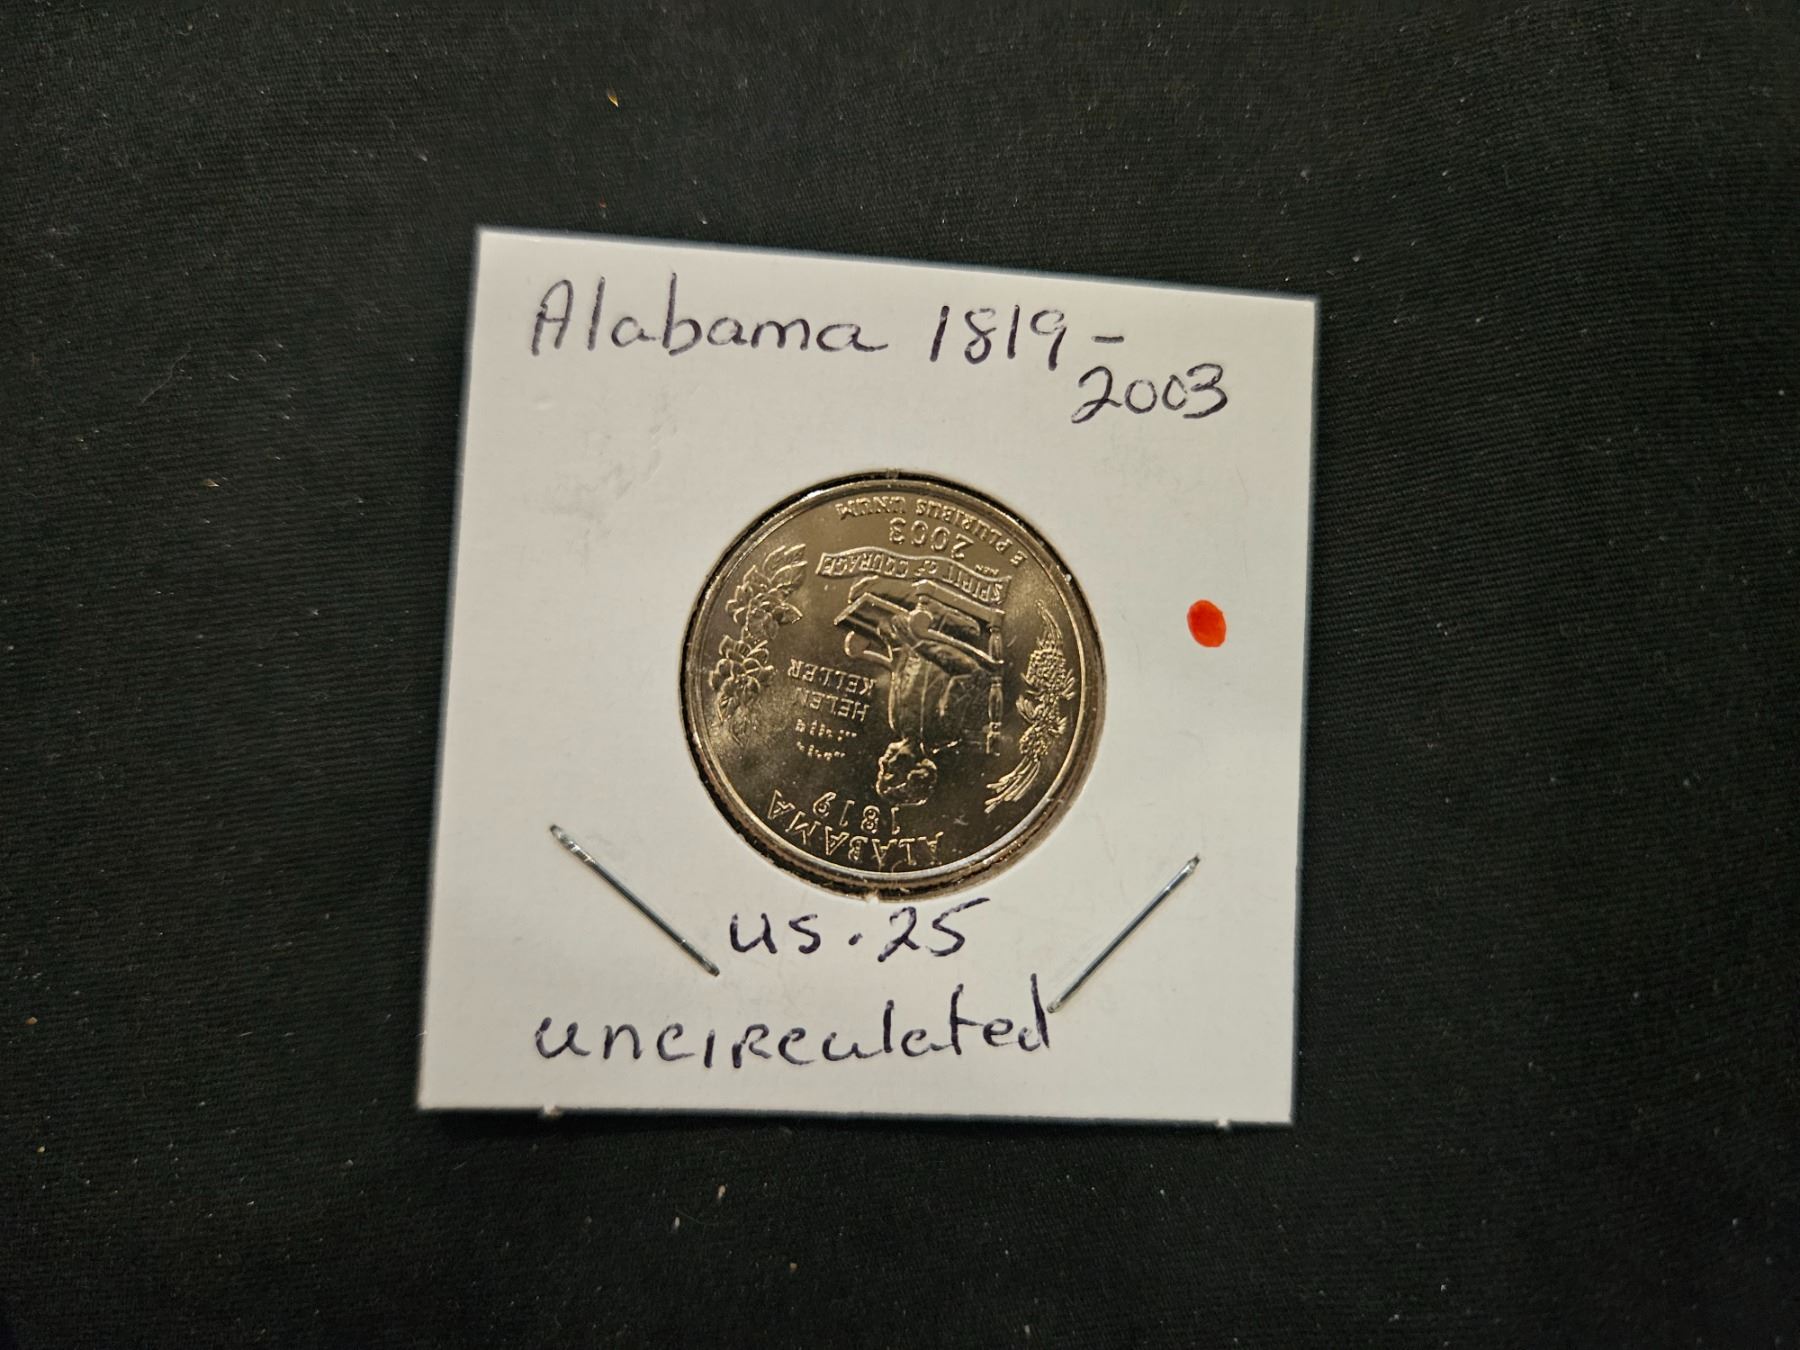 Alabama 1819-
2003
E PLURIBUS UNUM
2003
SPIRIT OF COURAGE
HELEN
KELLER
1819
ALABAMA
US .25
uncirculated